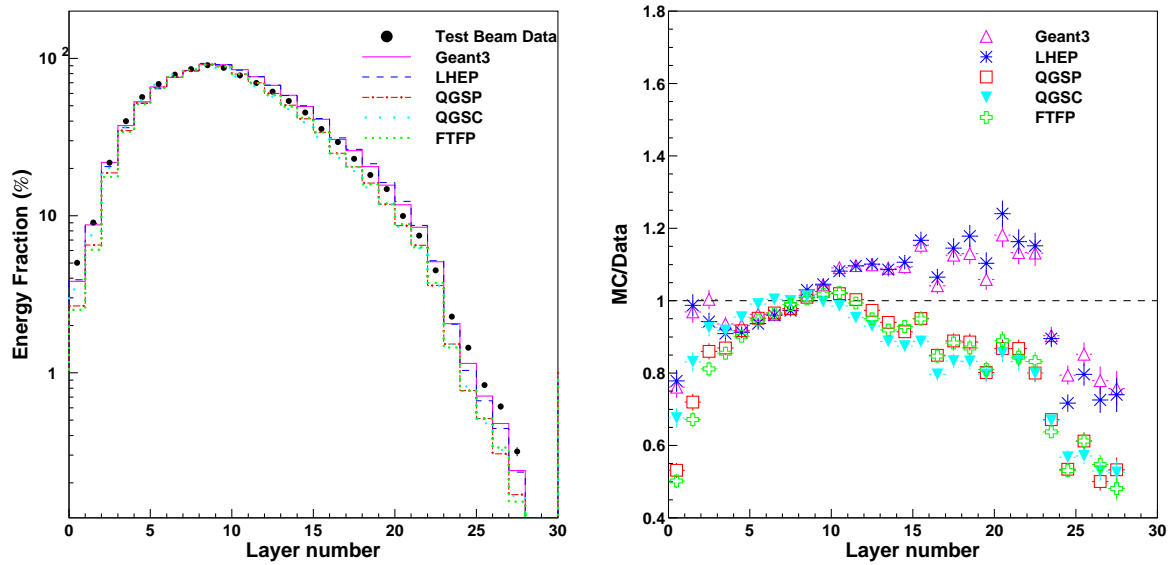 Energy Fraction (%)
10²
10
1
Test Beam Data
Geant3
LHEP
QGSP
QGSC
FTFP
0 5 10 15 20 25 30
Layer number
MC/Data
1.8
1.6
1.4
1.2
1
0.8
0.6
0.4
Geant3
LHEP
QGSP
QGSC
FTFP
0 5 10 15 20 25 30
Layer number